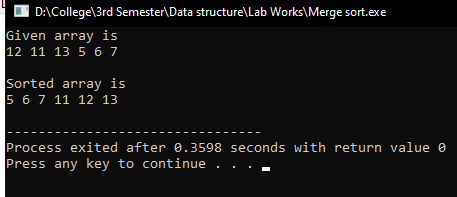 D:\College\3rd Semester\Data structure\Lab Works\Merge sort.exe
Given array is
12 11 13 5 6 7
Sorted array is
5 6 7 11 12 13
--------------------------------
Process exited after 0.3598 seconds with return value 0
Press any key to continue . . .